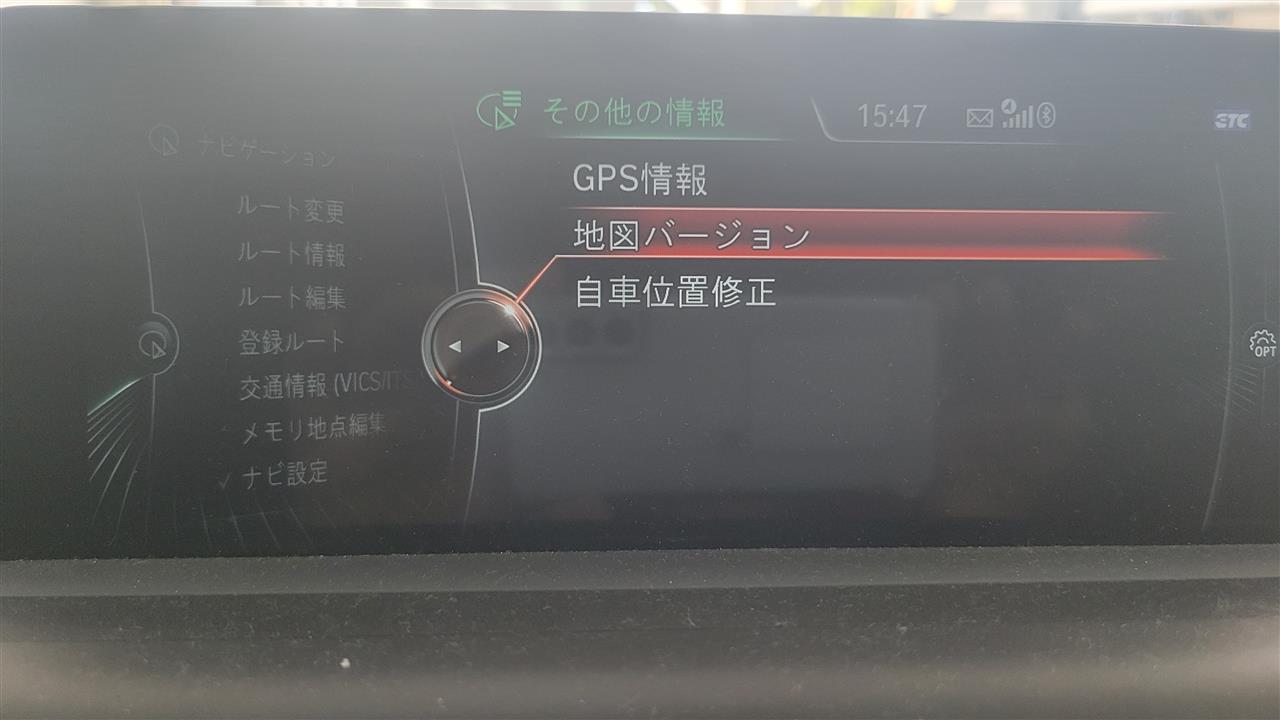 その他の情報
15:47
ETC
ナビゲーション
GPS情報
地図バージョン
自車位置修正
ルート変更
ルート情報
ルート編集
登録ルート
交通情報 (VICS/ITS
メモリ地点編集
ナビ設定
OPT